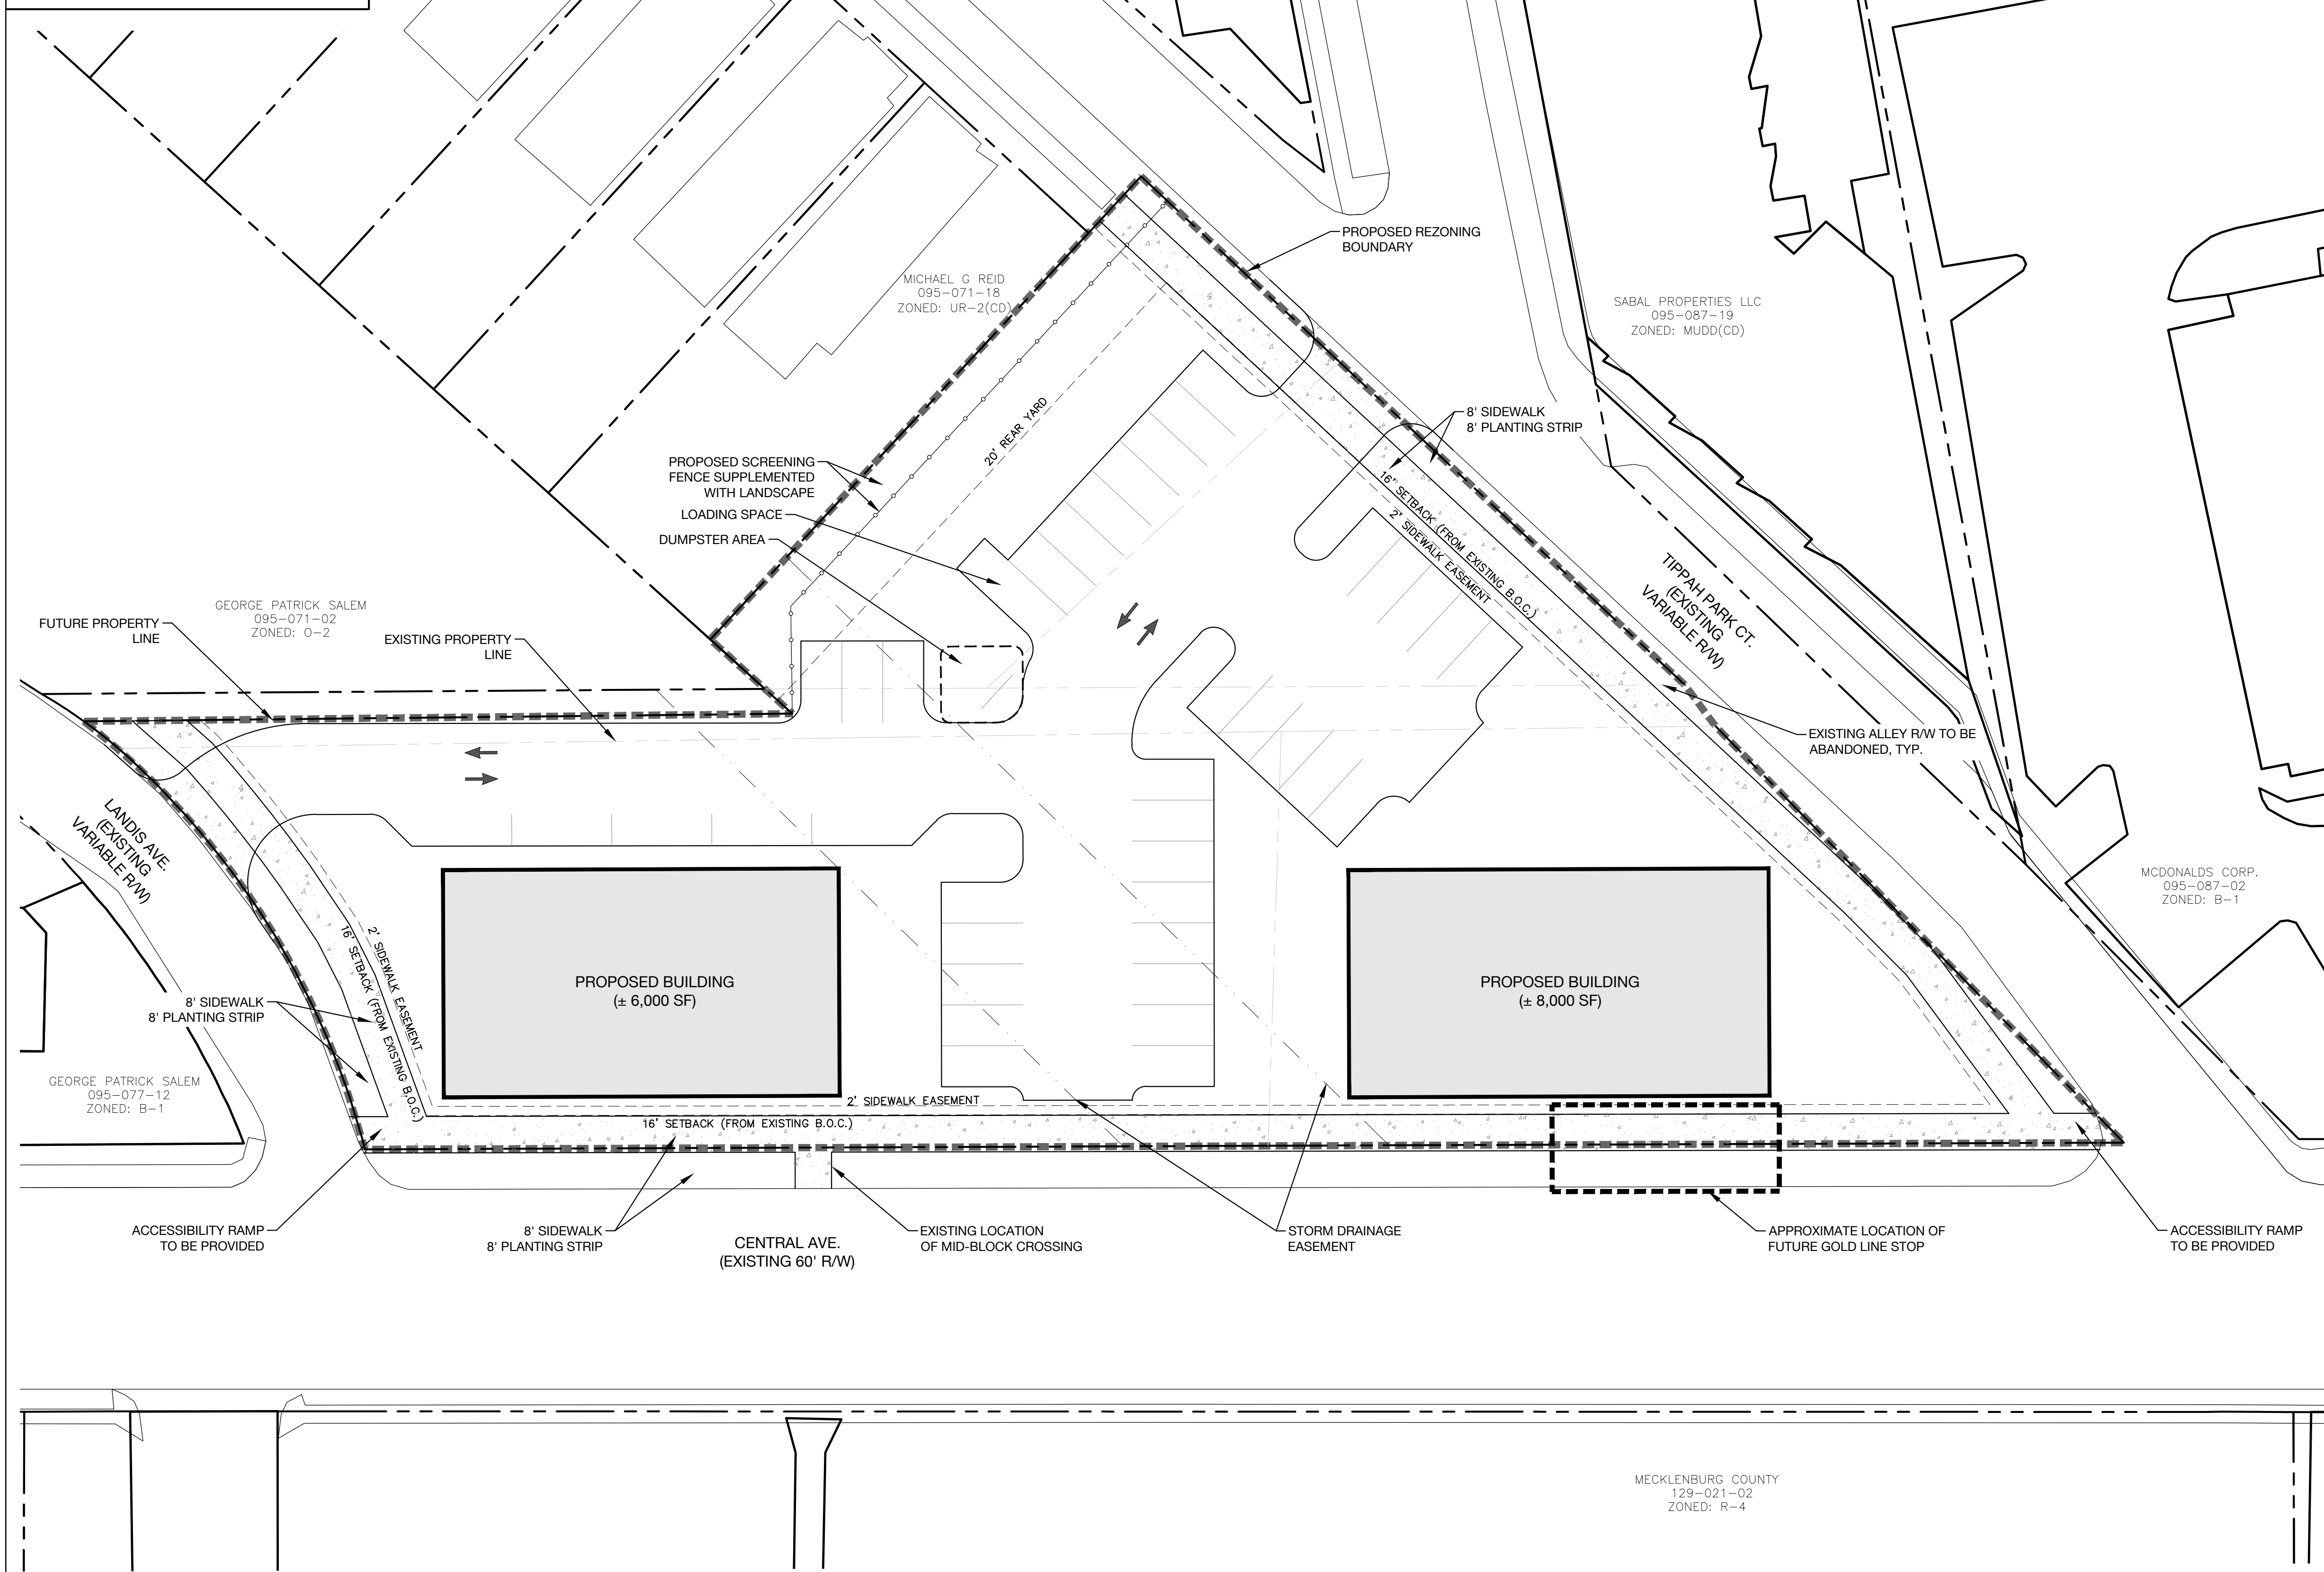 PROPOSED REZONING
BOUNDARY
MICHAEL G REID
095-071-18
ZONED: UR-2(CD)
SABAL PROPERTIES LLC
095-087-19
ZONED: MUDD(CD)
20' REAR YARD
8' SIDEWALK
8' PLANTING STRIP
PROPOSED SCREENING
FENCE SUPPLEMENTED
WITH LANDSCAPE
LOADING SPACE
DUMPSTER AREA
16' SETBACK (FROM EXISTING B.O.C.)
2' SIDEWALK EASEMENT
TIPPAH PARK CT.
(EXISTING
VARIABLE R/W)
GEORGE PATRICK SALEM
095-071-02
ZONED: O-2
FUTURE PROPERTY
LINE
EXISTING PROPERTY
LINE
EXISTING ALLEY R/W TO BE
ABANDONED, TYP.
LANDIS AVE.
(EXISTING
VARIABLE R/W)
MCDONALDS CORP.
095-087-02
ZONED: B-1
2' SIDEWALK EASEMENT
16' SETBACK (FROM EXISTING B.O.C.)
PROPOSED BUILDING
(± 6,000 SF)
PROPOSED BUILDING
(± 8,000 SF)
8' SIDEWALK
8' PLANTING STRIP
GEORGE PATRICK SALEM
095-077-12
ZONED: B-1
2' SIDEWALK EASEMENT
16' SETBACK (FROM EXISTING B.O.C.)
ACCESSIBILITY RAMP
TO BE PROVIDED
8' SIDEWALK
8' PLANTING STRIP
CENTRAL AVE.
(EXISTING 60' R/W)
EXISTING LOCATION
OF MID-BLOCK CROSSING
STORM DRAINAGE
EASEMENT
APPROXIMATE LOCATION OF
FUTURE GOLD LINE STOP
ACCESSIBILITY RAMP
TO BE PROVIDED
MECKLENBURG COUNTY
129-021-02
ZONED: R-4